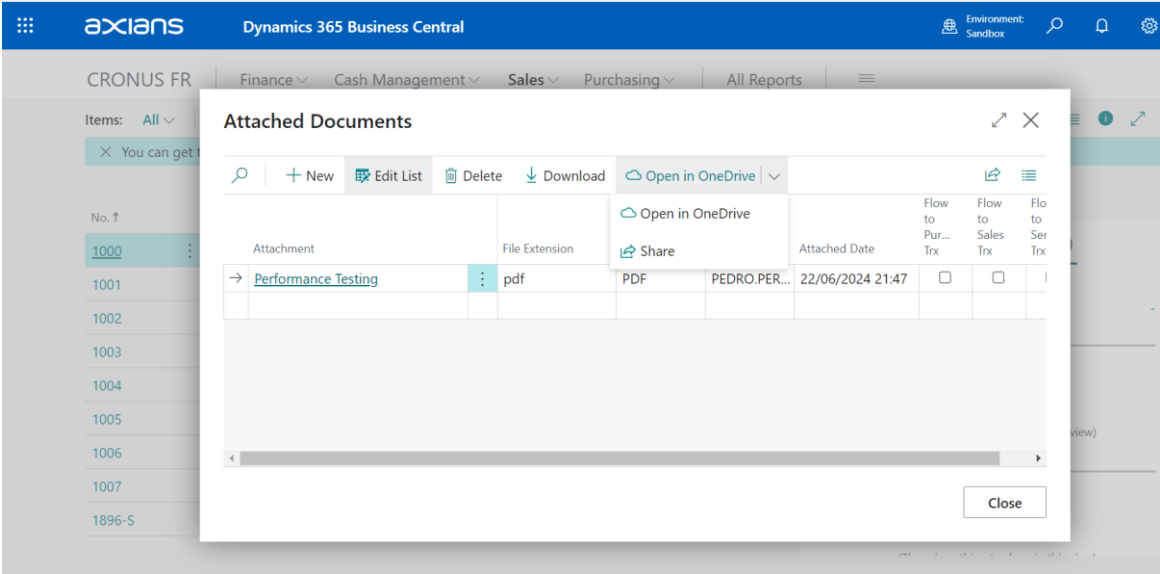 axians Dynamics 365 Business Central Environment: Sandbox
CRONUS FR Finance Cash Management Sales Purchasing All Reports
Items: All
You can get t
Attached Documents
New Edit List Delete Download Open in OneDrive
Open in OneDrive
Share
No. ↑
Attachment File Extension Attached Date Flow to Pur... Trx Flow to Sales Trx Flo to Ser Trx
Performance Testing pdf PDF PEDRO.PER... 22/06/2024 21:47
1000
1001
1002
1003
1004
1005
1006
1007
1896-S
view)
Close